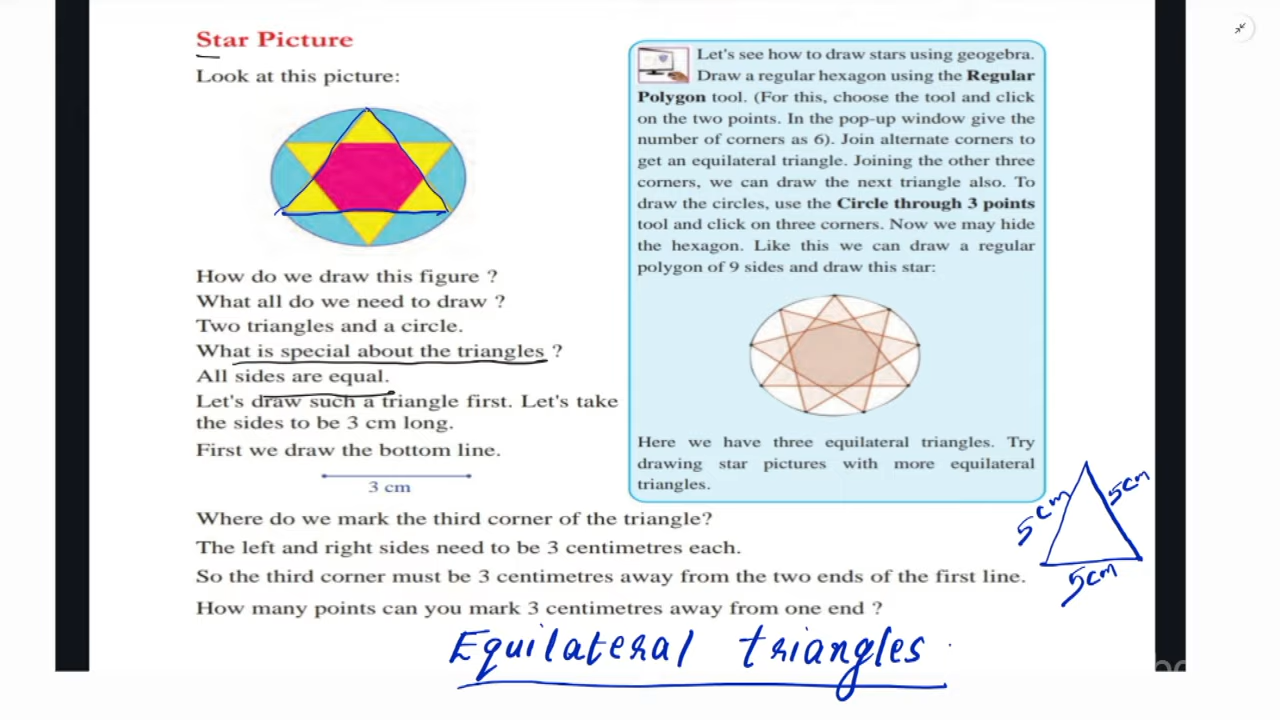 Star Picture
Look at this picture:
How do we draw this figure ?
What all do we need to draw ?
Two triangles and a circle.
What is special about the triangles ?
All sides are equal.
Let's draw such a triangle first. Let's take
the sides to be 3 cm long.
First we draw the bottom line.
3 cm
Let's see how to draw stars using geogebra.
Draw a regular hexagon using the Regular
Polygon tool. (For this, choose the tool and click
on the two points. In the pop-up window give the
number of corners as 6). Join alternate corners to
get an equilateral triangle. Joining the other three
corners, we can draw the next triangle also. To
draw the circles, use the Circle through 3 points
tool and click on three corners. Now we may hide
the hexagon. Like this we can draw a regular
polygon of 9 sides and draw this star:
Here we have three equilateral triangles. Try
drawing star pictures with more equilateral
triangles.
5cm
5cm
5cm
Where do we mark the third corner of the triangle?
The left and right sides need to be 3 centimetres each.
So the third corner must be 3 centimetres away from the two ends of the first line.
How many points can you mark 3 centimetres away from one end ?
Equilateral triangles